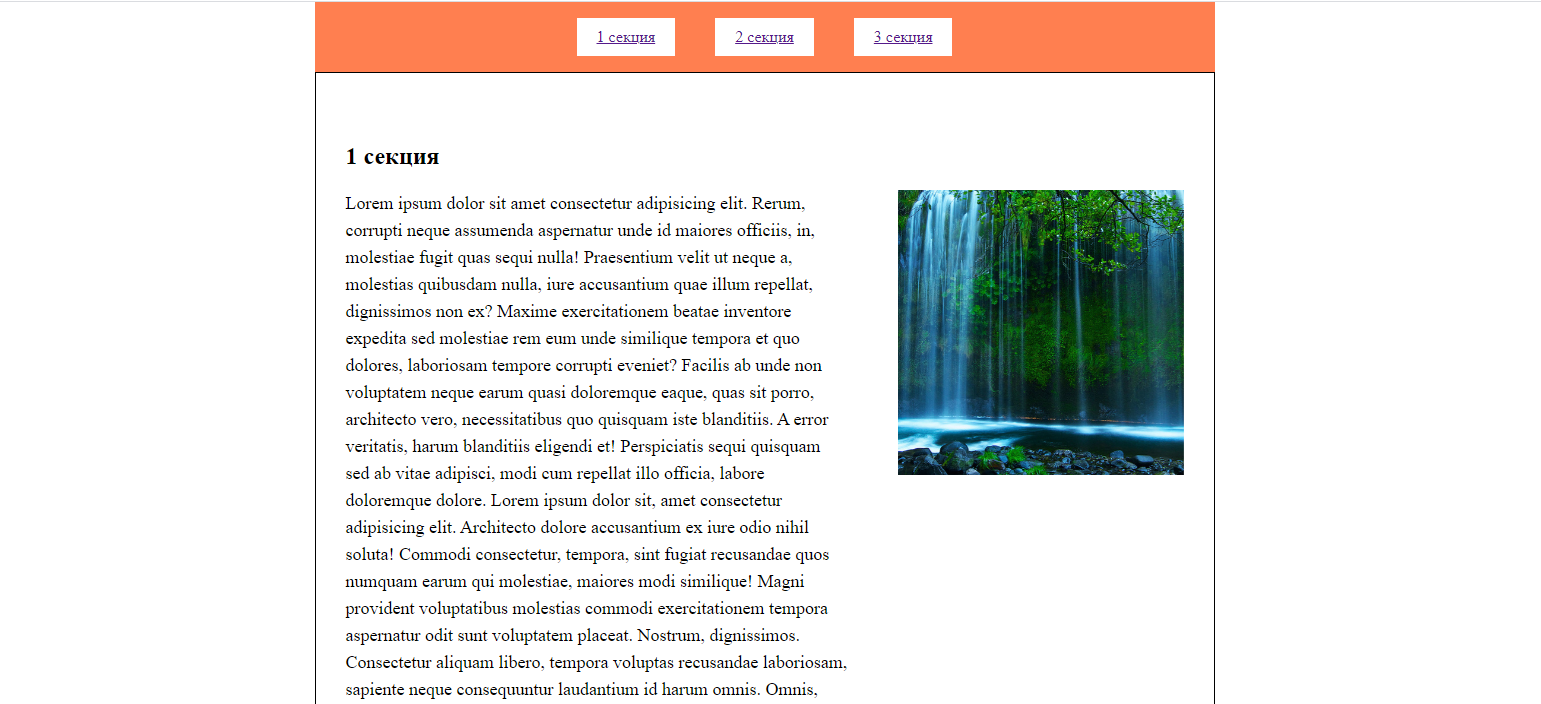 1 секция 2 секция 3 секция
1 секция
Lorem ipsum dolor sit amet consectetur adipisicing elit. Rerum,
corrupti neque assumenda aspernatur unde id maiores officiis, in,
molestiae fugit quas sequi nulla! Praesentium velit ut neque a,
molestias quibusdam nulla, iure accusantium quae illum repellat,
dignissimos non ex? Maxime exercitationem beatae inventore
expedita sed molestiae rem eum unde similique tempora et quo
dolores, laboriosam tempore corrupti eveniet? Facilis ab unde non
voluptatem neque earum quasi doloremque eaque, quas sit porro,
architecto vero, necessitatibus quo quisquam iste blanditiis. A error
veritatis, harum blanditiis eligendi et! Perspiciatis sequi quisquam
sed ab vitae adipisci, modi cum repellat illo officia, labore
doloremque dolore. Lorem ipsum dolor sit, amet consectetur
adipisicing elit. Architecto dolore accusantium ex iure odio nihil
soluta! Commodi consectetur, tempora, sint fugiat recusandae quos
numquam earum qui molestiae, maiores modi similique! Magni
provident voluptatibus molestias commodi exercitationem tempora
aspernatur odit sunt voluptatem placeat. Nostrum, dignissimos.
Consectetur aliquam libero, tempora voluptas recusandae laboriosam,
sapiente neque consequuntur laudantium id harum omnis. Omnis,